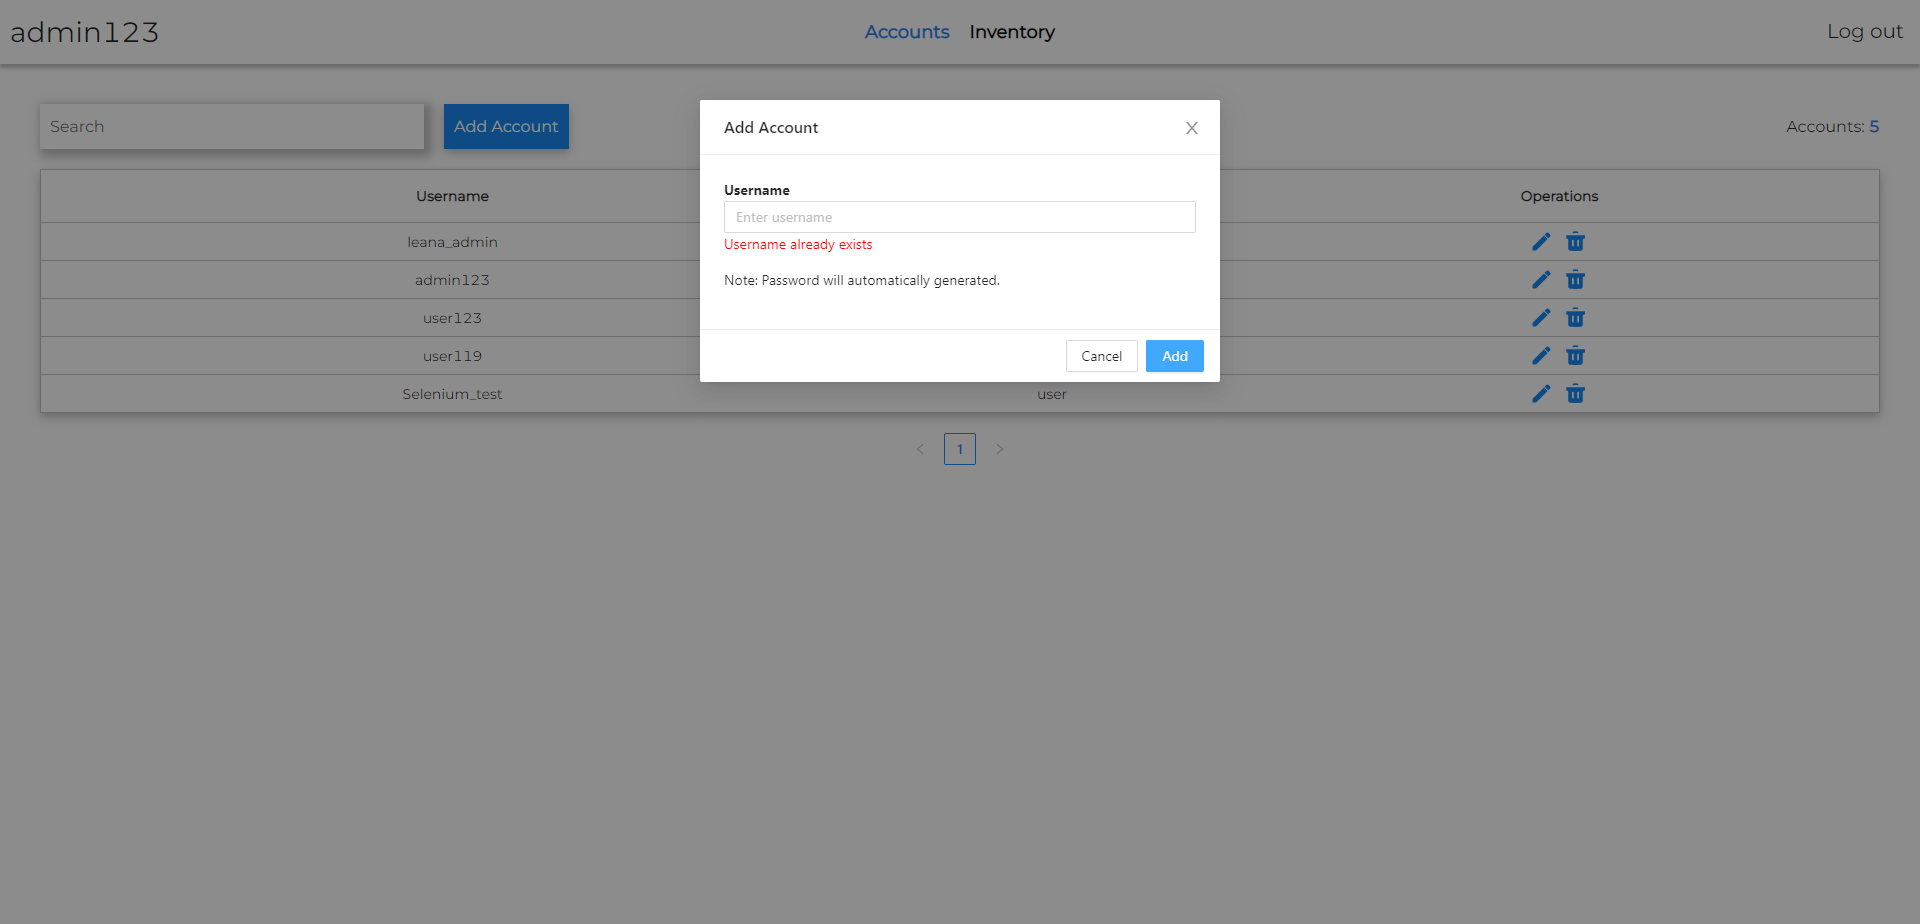 admin123
Accounts Inventory
Log out
Search
Add Account
Accounts: 5
Username
Operations
leana_admin
admin123
user123
user119
Selenium_test
user
1
Add Account
Username
Enter username
Username already exists
Note: Password will automatically generated.
Cancel
Add